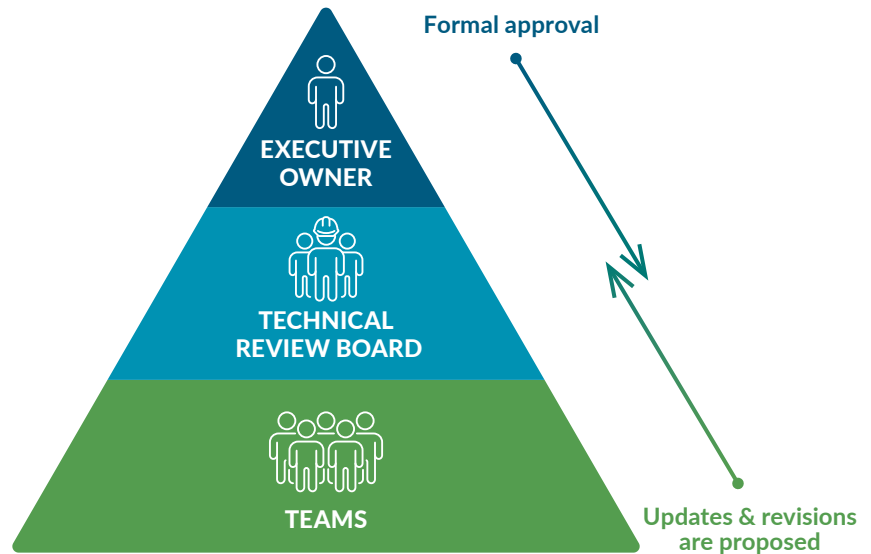 Formal approval
EXECUTIVE
OWNER
TECHNICAL
REVIEW BOARD
TEAMS
Updates & revisions
are proposed